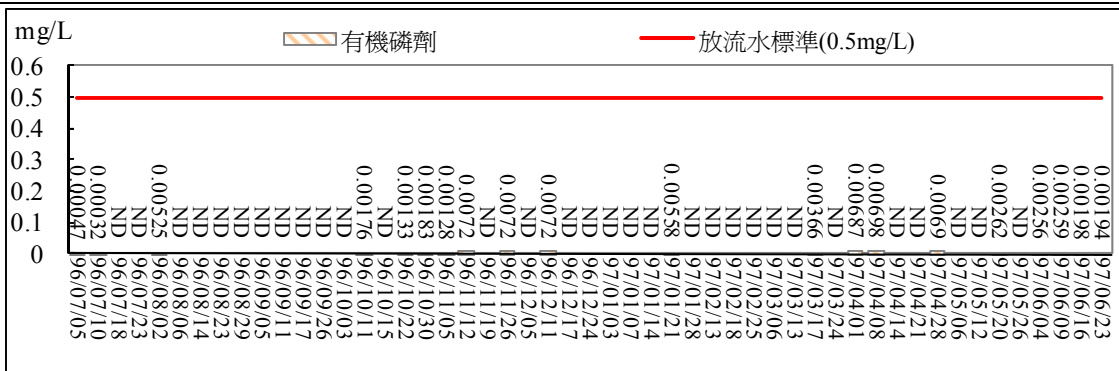 mg/L
有機磷劑
放流水標準(0.5mg/L)
0.6
0.5
0.4
0.3
0.2
0.1
0
0.00047
0.00032
ND
ND
0.00525
ND
ND
ND
ND
ND
ND
ND
ND
ND
0.00176
ND
0.00133
0.00183
0.00128
0.0072
ND
0.0072
ND
0.0072
ND
ND
ND
ND
ND
0.00558
ND
ND
ND
ND
ND
ND
0.00366
ND
0.00687
0.00698
ND
ND
0.0069
ND
ND
0.00262
ND
0.00256
0.00259
0.00198
0.00194
96/07/05
96/07/10
96/07/18
96/07/23
96/08/02
96/08/06
96/08/14
96/08/23
96/08/29
96/09/05
96/09/11
96/09/17
96/09/26
96/10/03
96/10/11
96/10/15
96/10/22
96/10/30
96/11/05
96/11/12
96/11/19
96/11/26
96/12/05
96/12/11
96/12/17
96/12/24
97/01/03
97/01/07
97/01/14
97/01/21
97/01/28
97/02/13
97/02/18
97/02/25
97/03/06
97/03/13
97/03/17
97/03/24
97/04/01
97/04/08
97/04/14
97/04/21
97/04/28
97/05/06
97/05/12
97/05/20
97/05/26
97/06/04
97/06/09
97/06/16
97/06/23